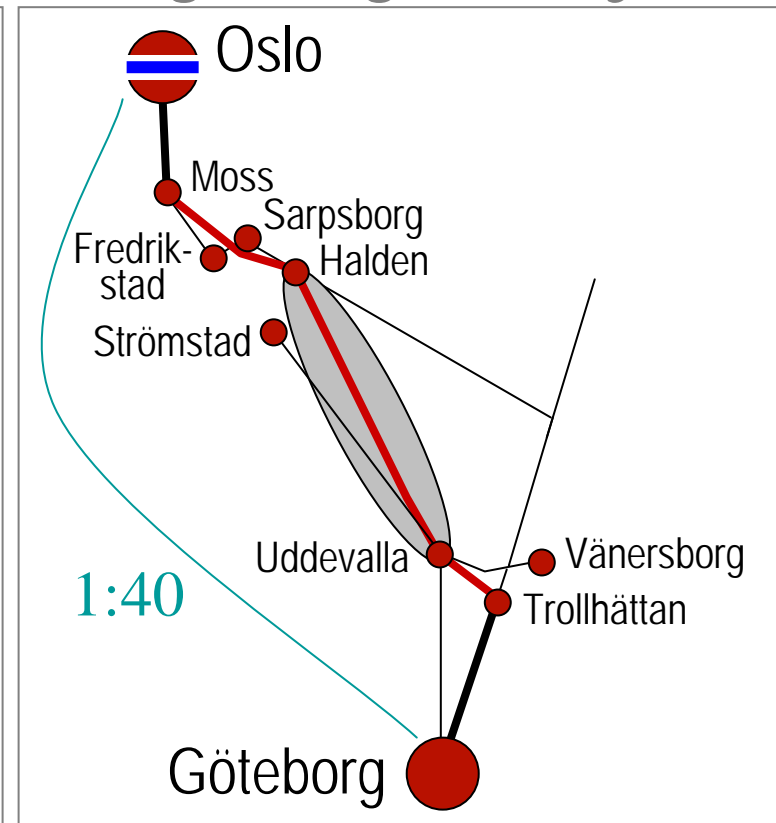 Oslo
Moss
Sarpsborg
Fredrik-
stad
Halden
Strömstad
Uddevalla
Vänersborg
1:40
Trollhättan
Göteborg